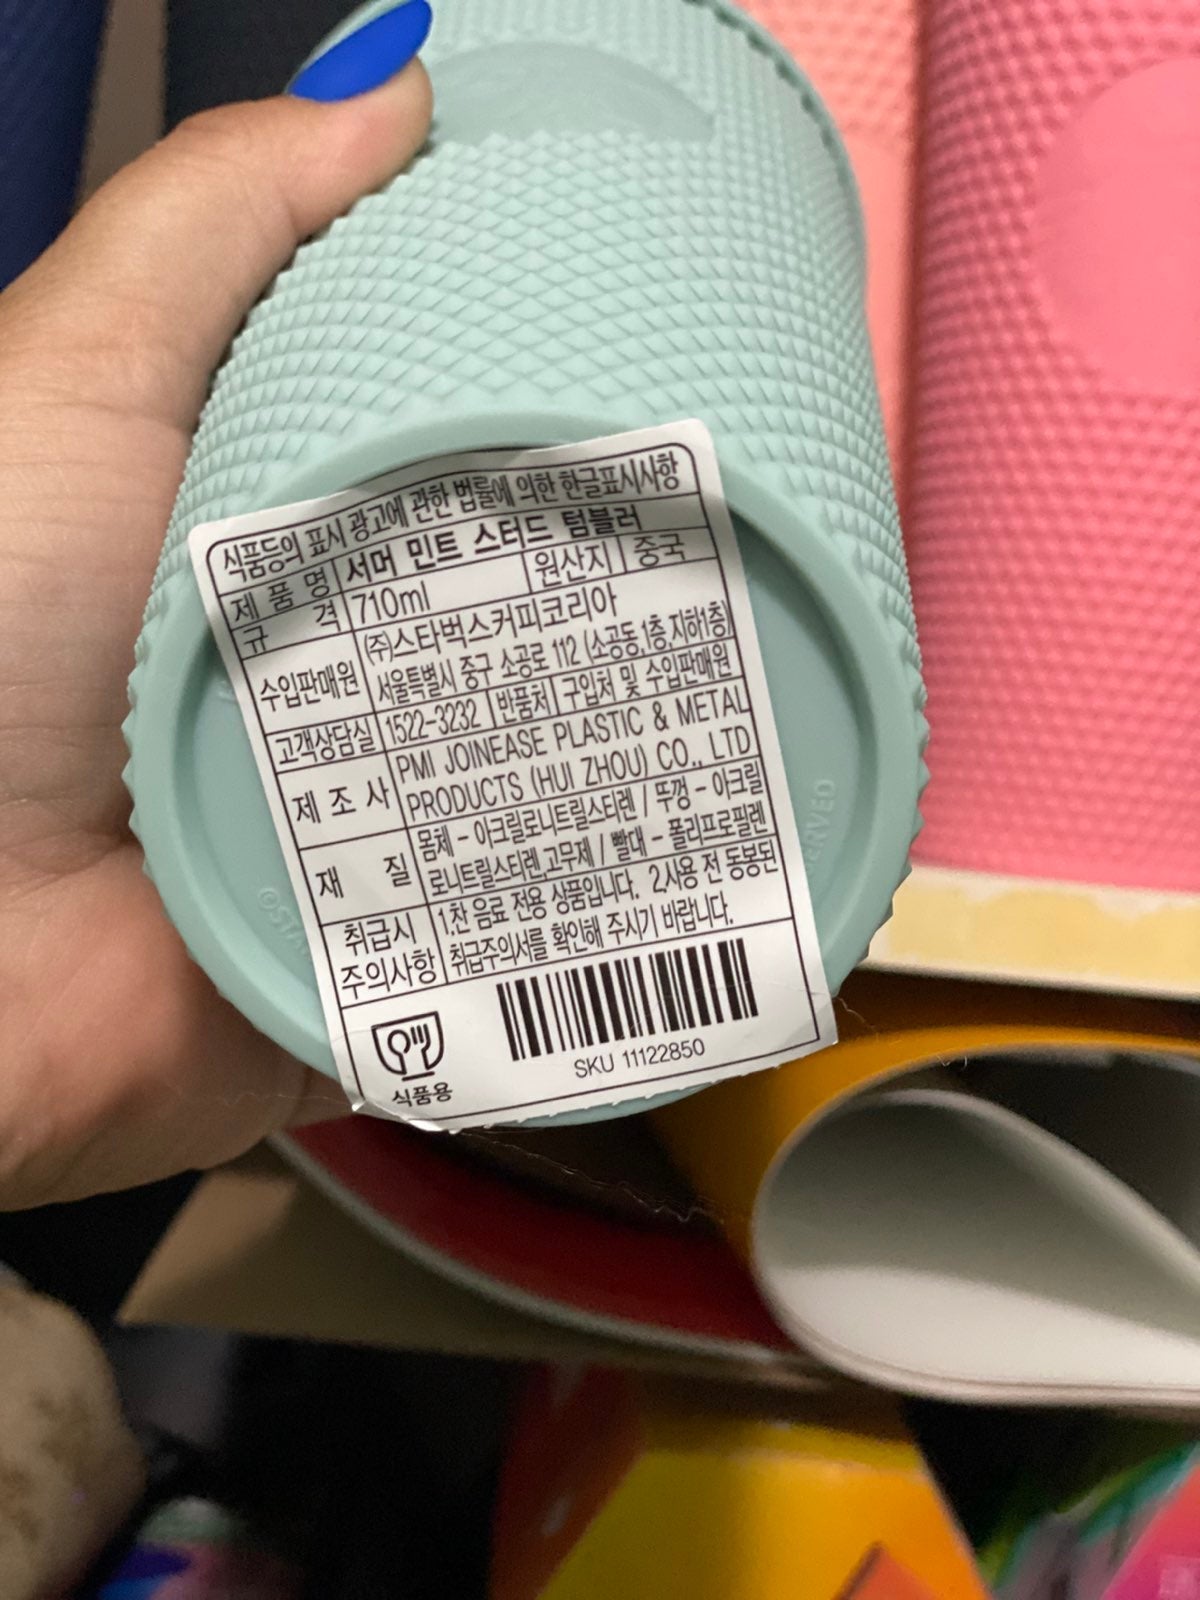 식품등의 표시 광고에 관한 법률에 의한 한글표시사항
제품명 서머 민트 스터드 텀블러
규격 710ml 원산지 중국
수입판매원 (주)스타벅스커피코리아
서울특별시 중구 소공로 112 (소공동,1층,지하1층)
고객상담실 1522-3232 반품처 구입처 및 수입판매원
제조사 PMI JOINEASE PLASTIC & METAL
PRODUCTS (HUI ZHOU) CO., LTD
재질 몸체 - 아크릴로니트릴스티렌 / 뚜껑 - 아크릴
로니트릴스티렌,고무제 / 빨대 - 폴리프로필렌
취급시 주의사항 1.찬 음료 전용 상품입니다. 2.사용 전 동봉된
취급주의서를 확인해 주시기 바랍니다.
식품용
SKU 11122850